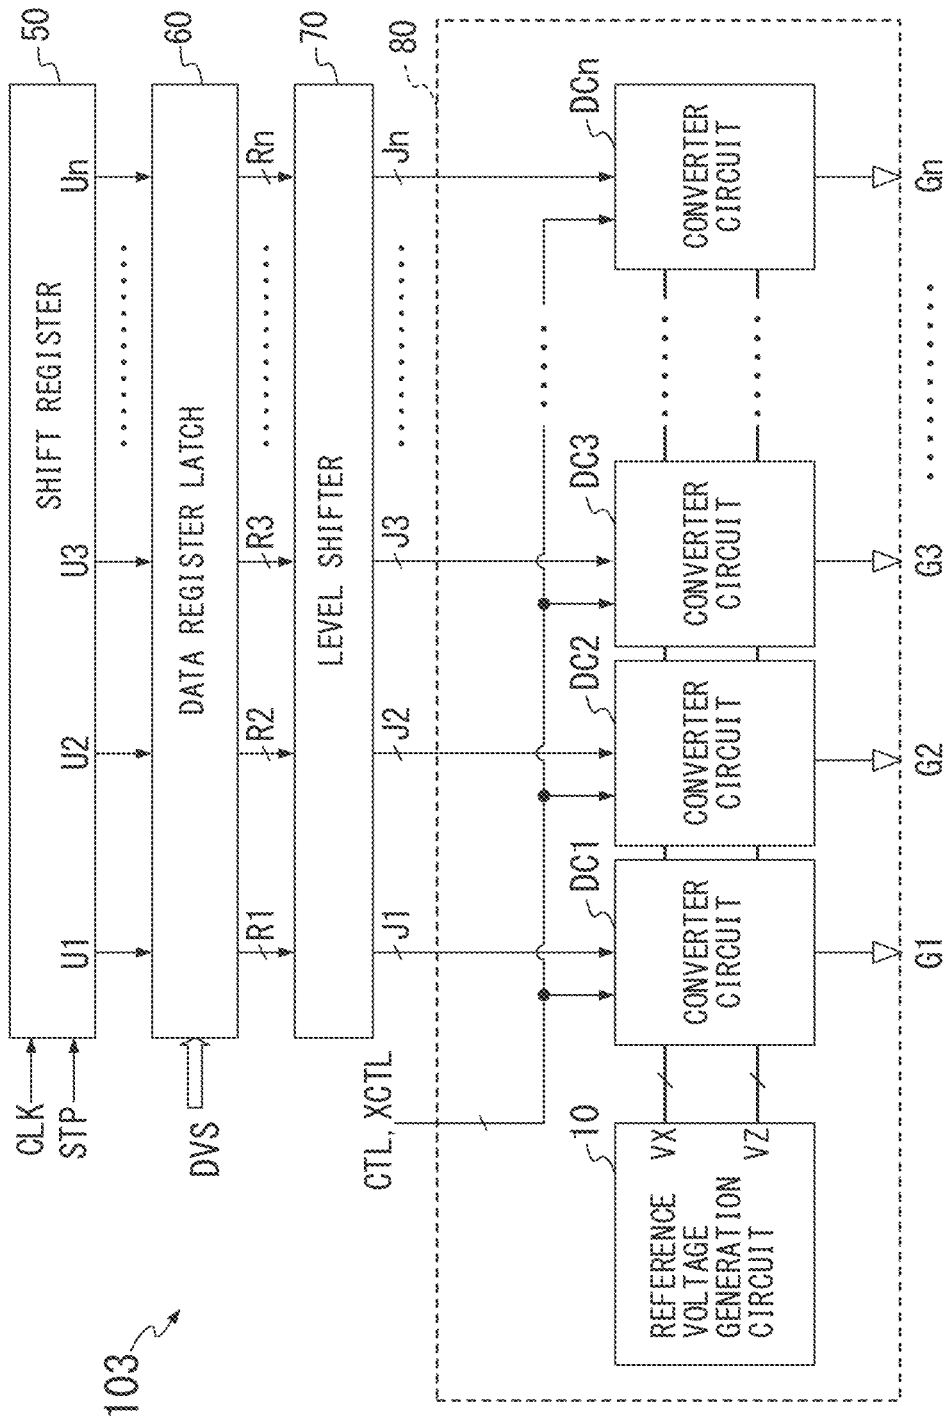 103
CLK
STP
SHIFT REGISTER
50
U1
U2
U3
Un
DVS
DATA REGISTER LATCH
60
R1
R2
R3
Rn
LEVEL SHIFTER
70
J1
J2
J3
Jn
CTL, XCTL
80
10
REFERENCE
VOLTAGE
GENERATION
CIRCUIT
VX
VZ
DC1
CONVERTER
CIRCUIT
DC2
CONVERTER
CIRCUIT
DC3
CONVERTER
CIRCUIT
DCn
CONVERTER
CIRCUIT
G1
G2
G3
Gn